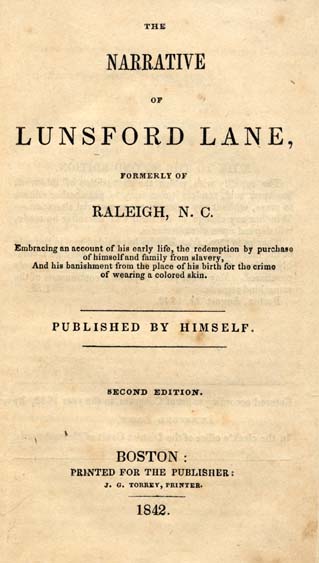 THE
NARRATIVE
OF
LUNSFORD LANE,
FORMERLY OF
RALEIGH, N. C.
Embracing an account of his early life, the redemption by purchase
of himself and family from slavery,
And his banishment from the place of his birth for the crime
of wearing a colored skin.
PUBLISHED BY HIMSELF.
SECOND EDITION.
BOSTON:
PRINTED FOR THE PUBLISHER:
J. G. TORREY, PRINTER.
1842.